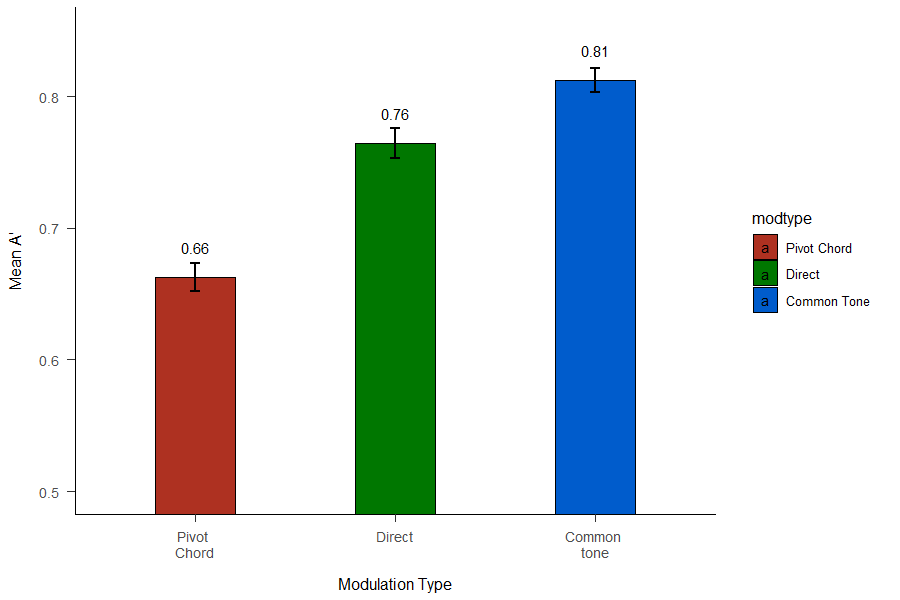 0.81
0.8
0.76
0.7
0.66
0.6
0.5
Mean A'
Pivot
Chord
Direct
Common
tone
Modulation Type
modtype
a Pivot Chord
a Direct
a Common Tone